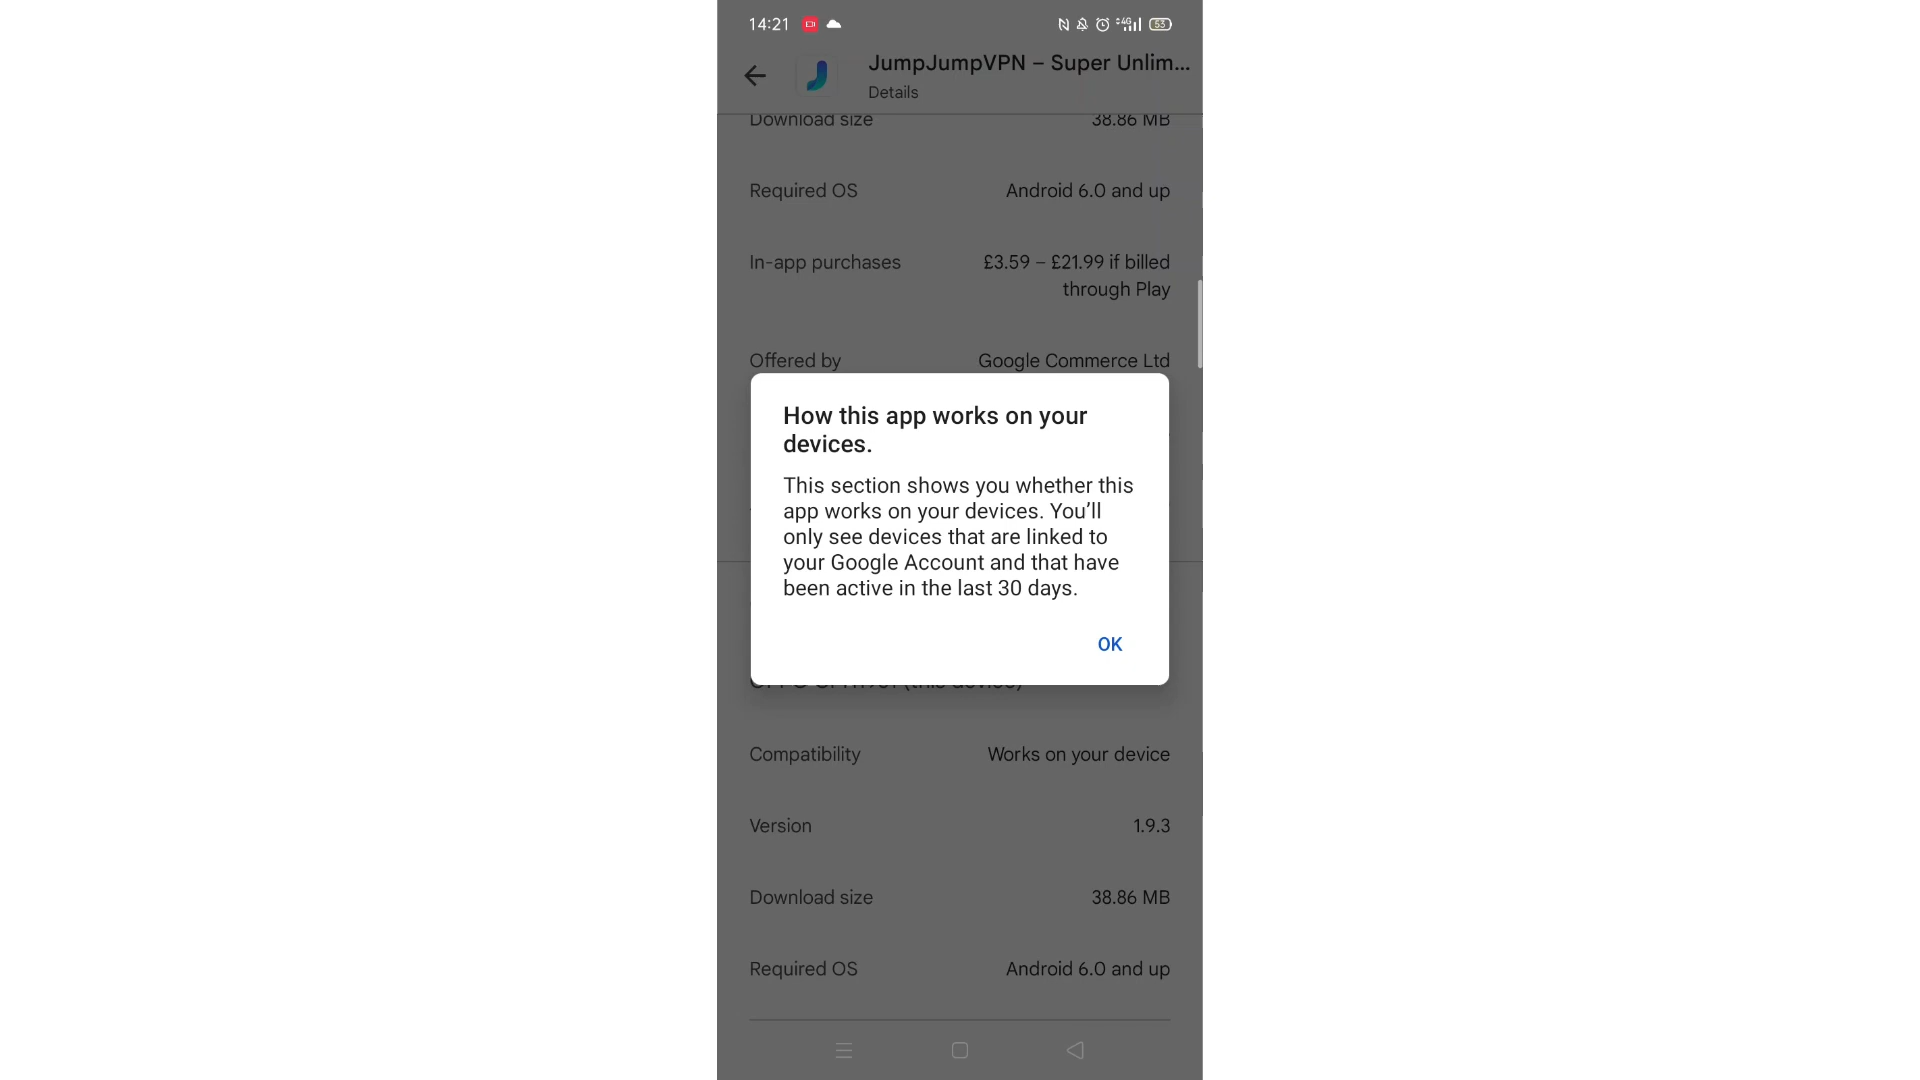 14:21
4G
53
JumpJumpVPN – Super Unlim...
Details
Download size 38.86 MB
Required OS Android 6.0 and up
In-app purchases £3.59 – £21.99 if billed
through Play
Offered by Google Commerce Ltd
How this app works on your
devices.
This section shows you whether this
app works on your devices. You’ll
only see devices that are linked to
your Google Account and that have
been active in the last 30 days.
OK
(this device)
Compatibility Works on your device
Version 1.9.3
Download size 38.86 MB
Required OS Android 6.0 and up